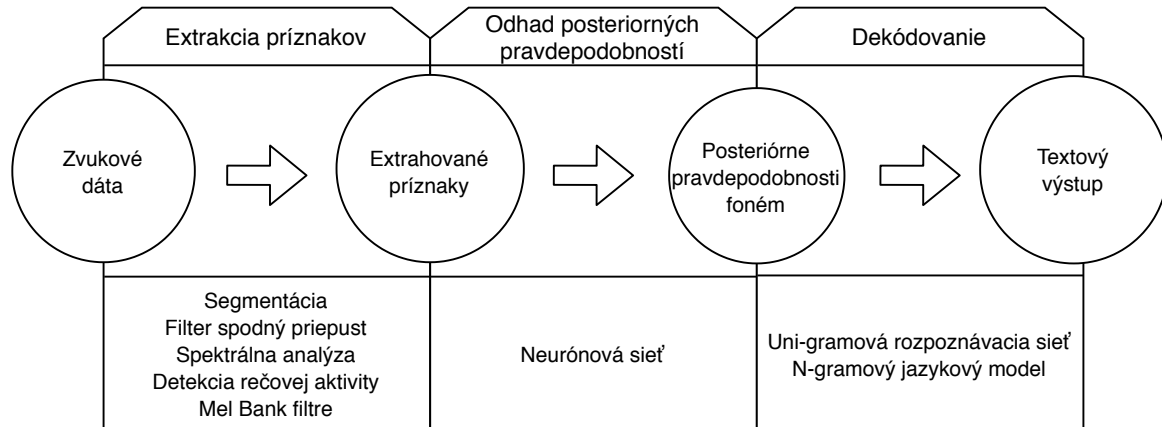 Extrakcia príznakov
Odhad posteriorných
pravdepodobností
Dekódovanie
Zvukové
dáta
Extrahované
príznaky
Posteriórne
pravdepodobnosti
foném
Textový
výstup
Segmentácia
Filter spodný priepust
Spektrálna analýza
Detekcia rečovej aktivity
Mel Bank filtre
Neurónová sieť
Uni-gramová rozpoznávacia sieť
N-gramový jazykový model